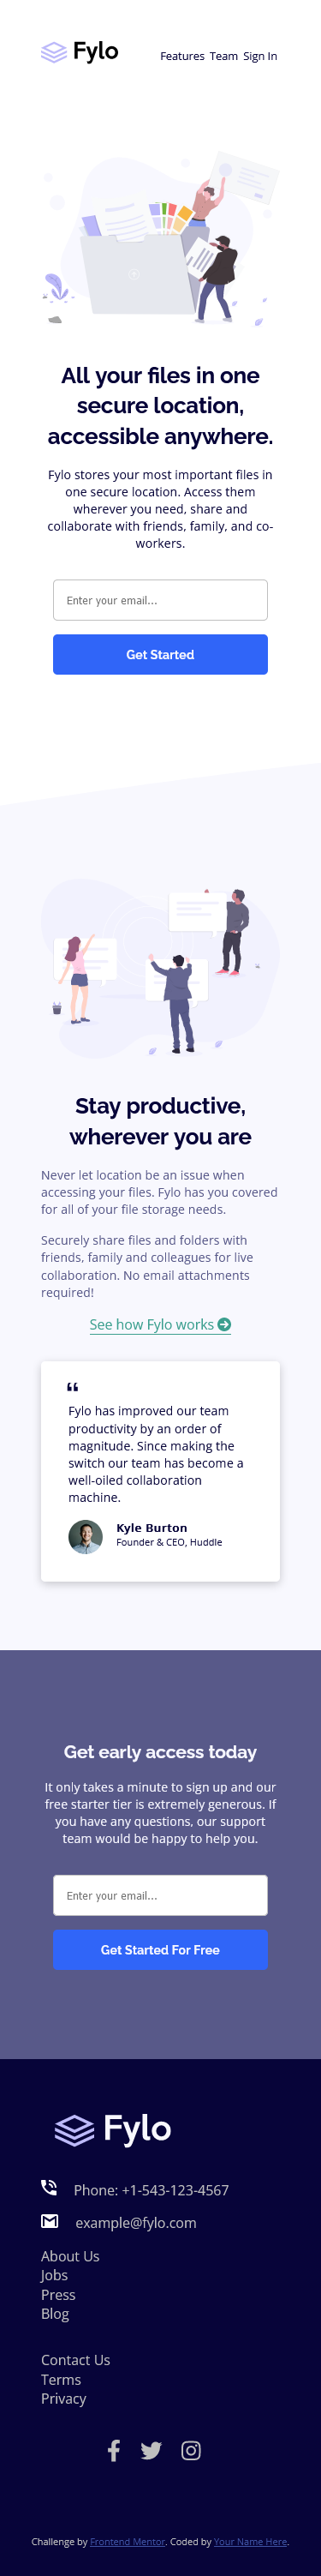 Fylo
Features Team Sign In
All your files in one
secure location,
accessible anywhere.
Fylo stores your most important files in
one secure location. Access them
wherever you need, share and
collaborate with friends, family, and co-
workers.
Enter your email...
Get Started
Stay productive,
wherever you are
Never let location be an issue when
accessing your files. Fylo has you covered
for all of your file storage needs.
Securely share files and folders with
friends, family and colleagues for live
collaboration. No email attachments
required!
See how Fylo works
“
Fylo has improved our team
productivity by an order of
magnitude. Since making the
switch our team has become a
well-oiled collaboration
machine.
Kyle Burton
Founder & CEO, Huddle
Get early access today
It only takes a minute to sign up and our
free starter tier is extremely generous. If
you have any questions, our support
team would be happy to help you.
Enter your email...
Get Started For Free
Fylo
Phone: +1-543-123-4567
example@fylo.com
About Us
Jobs
Press
Blog
Contact Us
Terms
Privacy
Challenge by Frontend Mentor. Coded by Your Name Here.